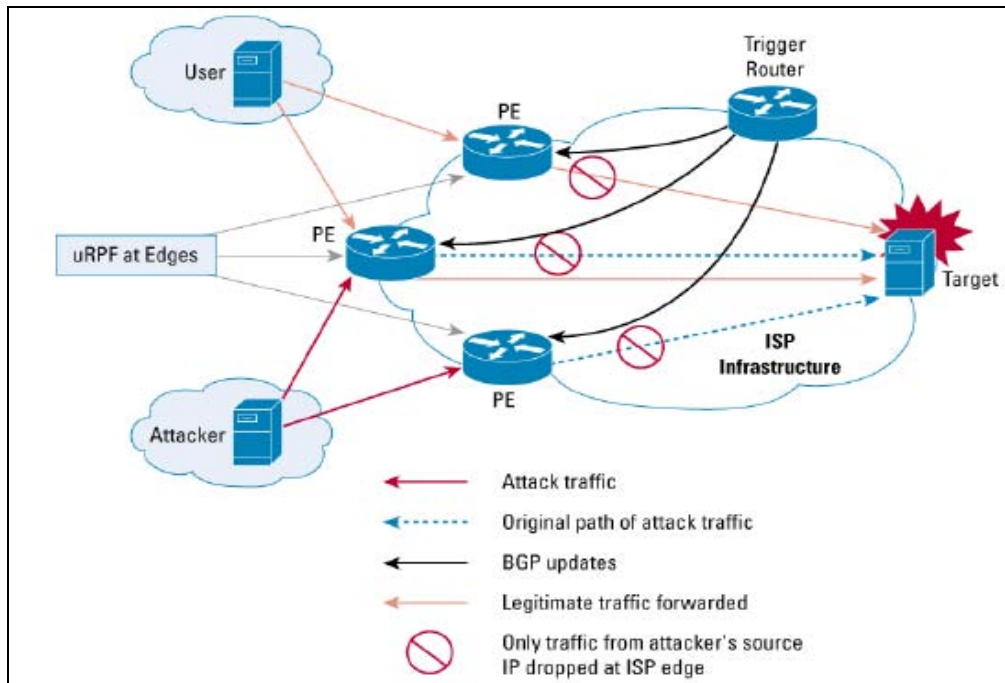 User
Trigger
Router
PE
PE
uRPF at Edges
Target
ISP
Infrastructure
PE
Attacker
Attack traffic
Original path of attack traffic
BGP updates
Legitimate traffic forwarded
Only traffic from attacker's source
IP dropped at ISP edge